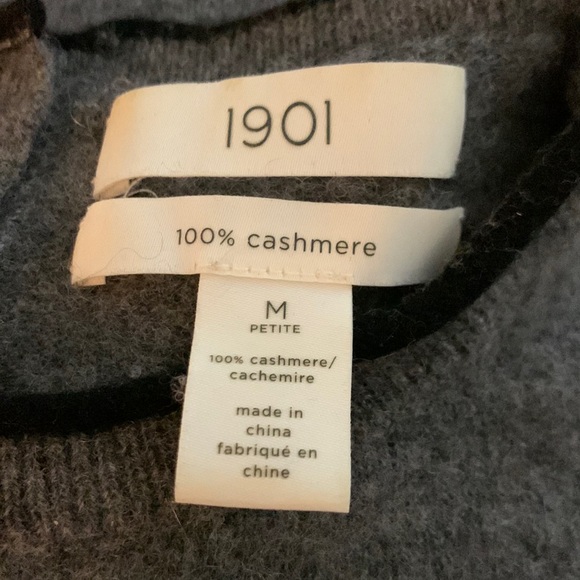 1901
100% cashmere
M
PETITE
100% cashmere/
cachemire
made in
china
fabriqué en
chine